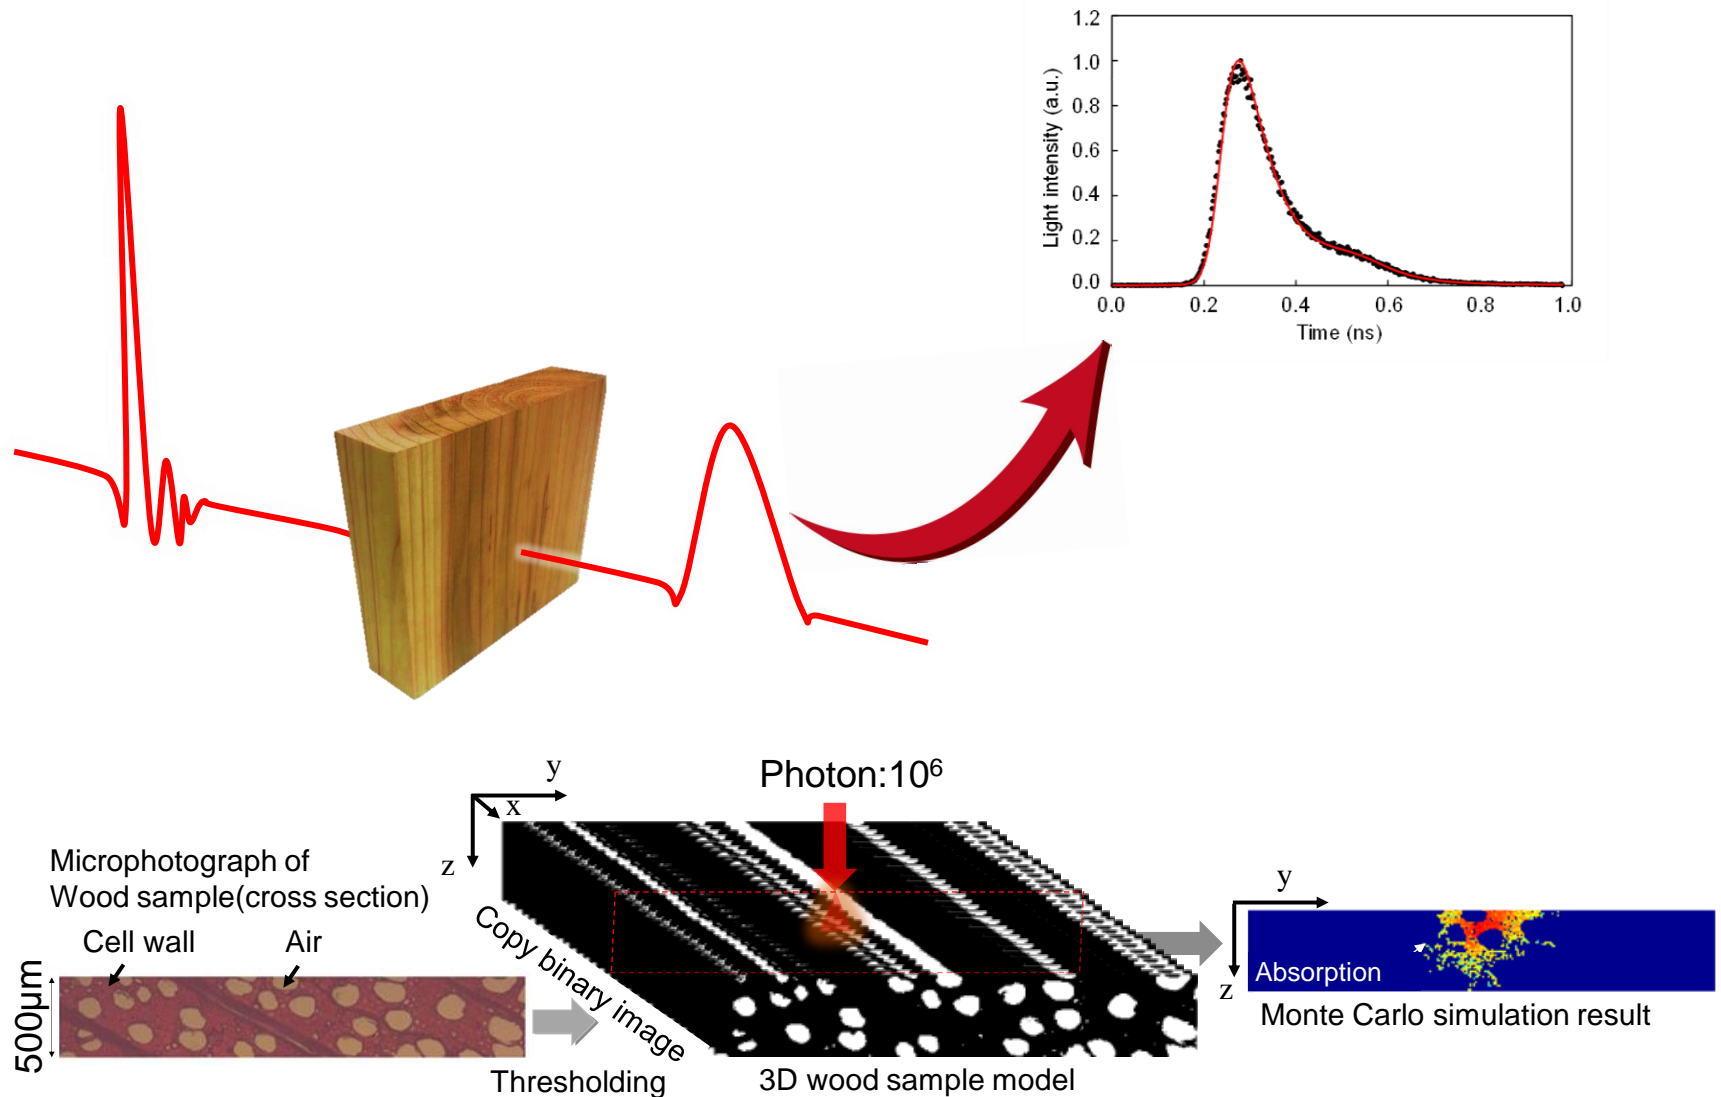 1.2
1.0
0.8
0.6
0.4
0.2
0.0
Light intensity (a.u.)
0.0 0.2 0.4 0.6 0.8 1.0
Time (ns)
Photon:10⁶
y
x
z
Microphotograph of
Wood sample(cross section)
Cell wall
Air
500μm
Copy binary image
Thresholding
3D wood sample model
y
z
Absorption
Monte Carlo simulation result